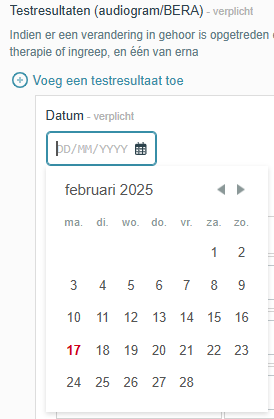 Testresultaten (audiogram/BERA) - verplicht
Indien er een verandering in gehoor is opgetreden
therapie of ingreep, en één van erna
Voeg een testresultaat toe
Datum - verplicht
DD/MM/YYYY
februari 2025
ma. di. wo. do. vr. za. zo.
1 2
3 4 5 6 7 8 9
10 11 12 13 14 15 16
17 18 19 20 21 22 23
24 25 26 27 28